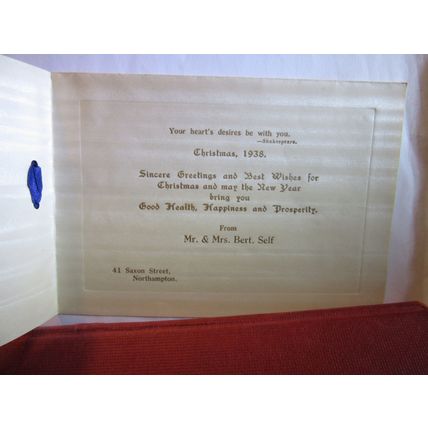 Your heart's desires be with you.
—Shakespeare.
Christmas, 1938.
Sincere Greetings and Best Wishes for
Christmas and may the New Year
bring you
Good Health, Happiness and Prosperity.
From
Mr. & Mrs. Bert. Self
41 Saxon Street,
Northampton.